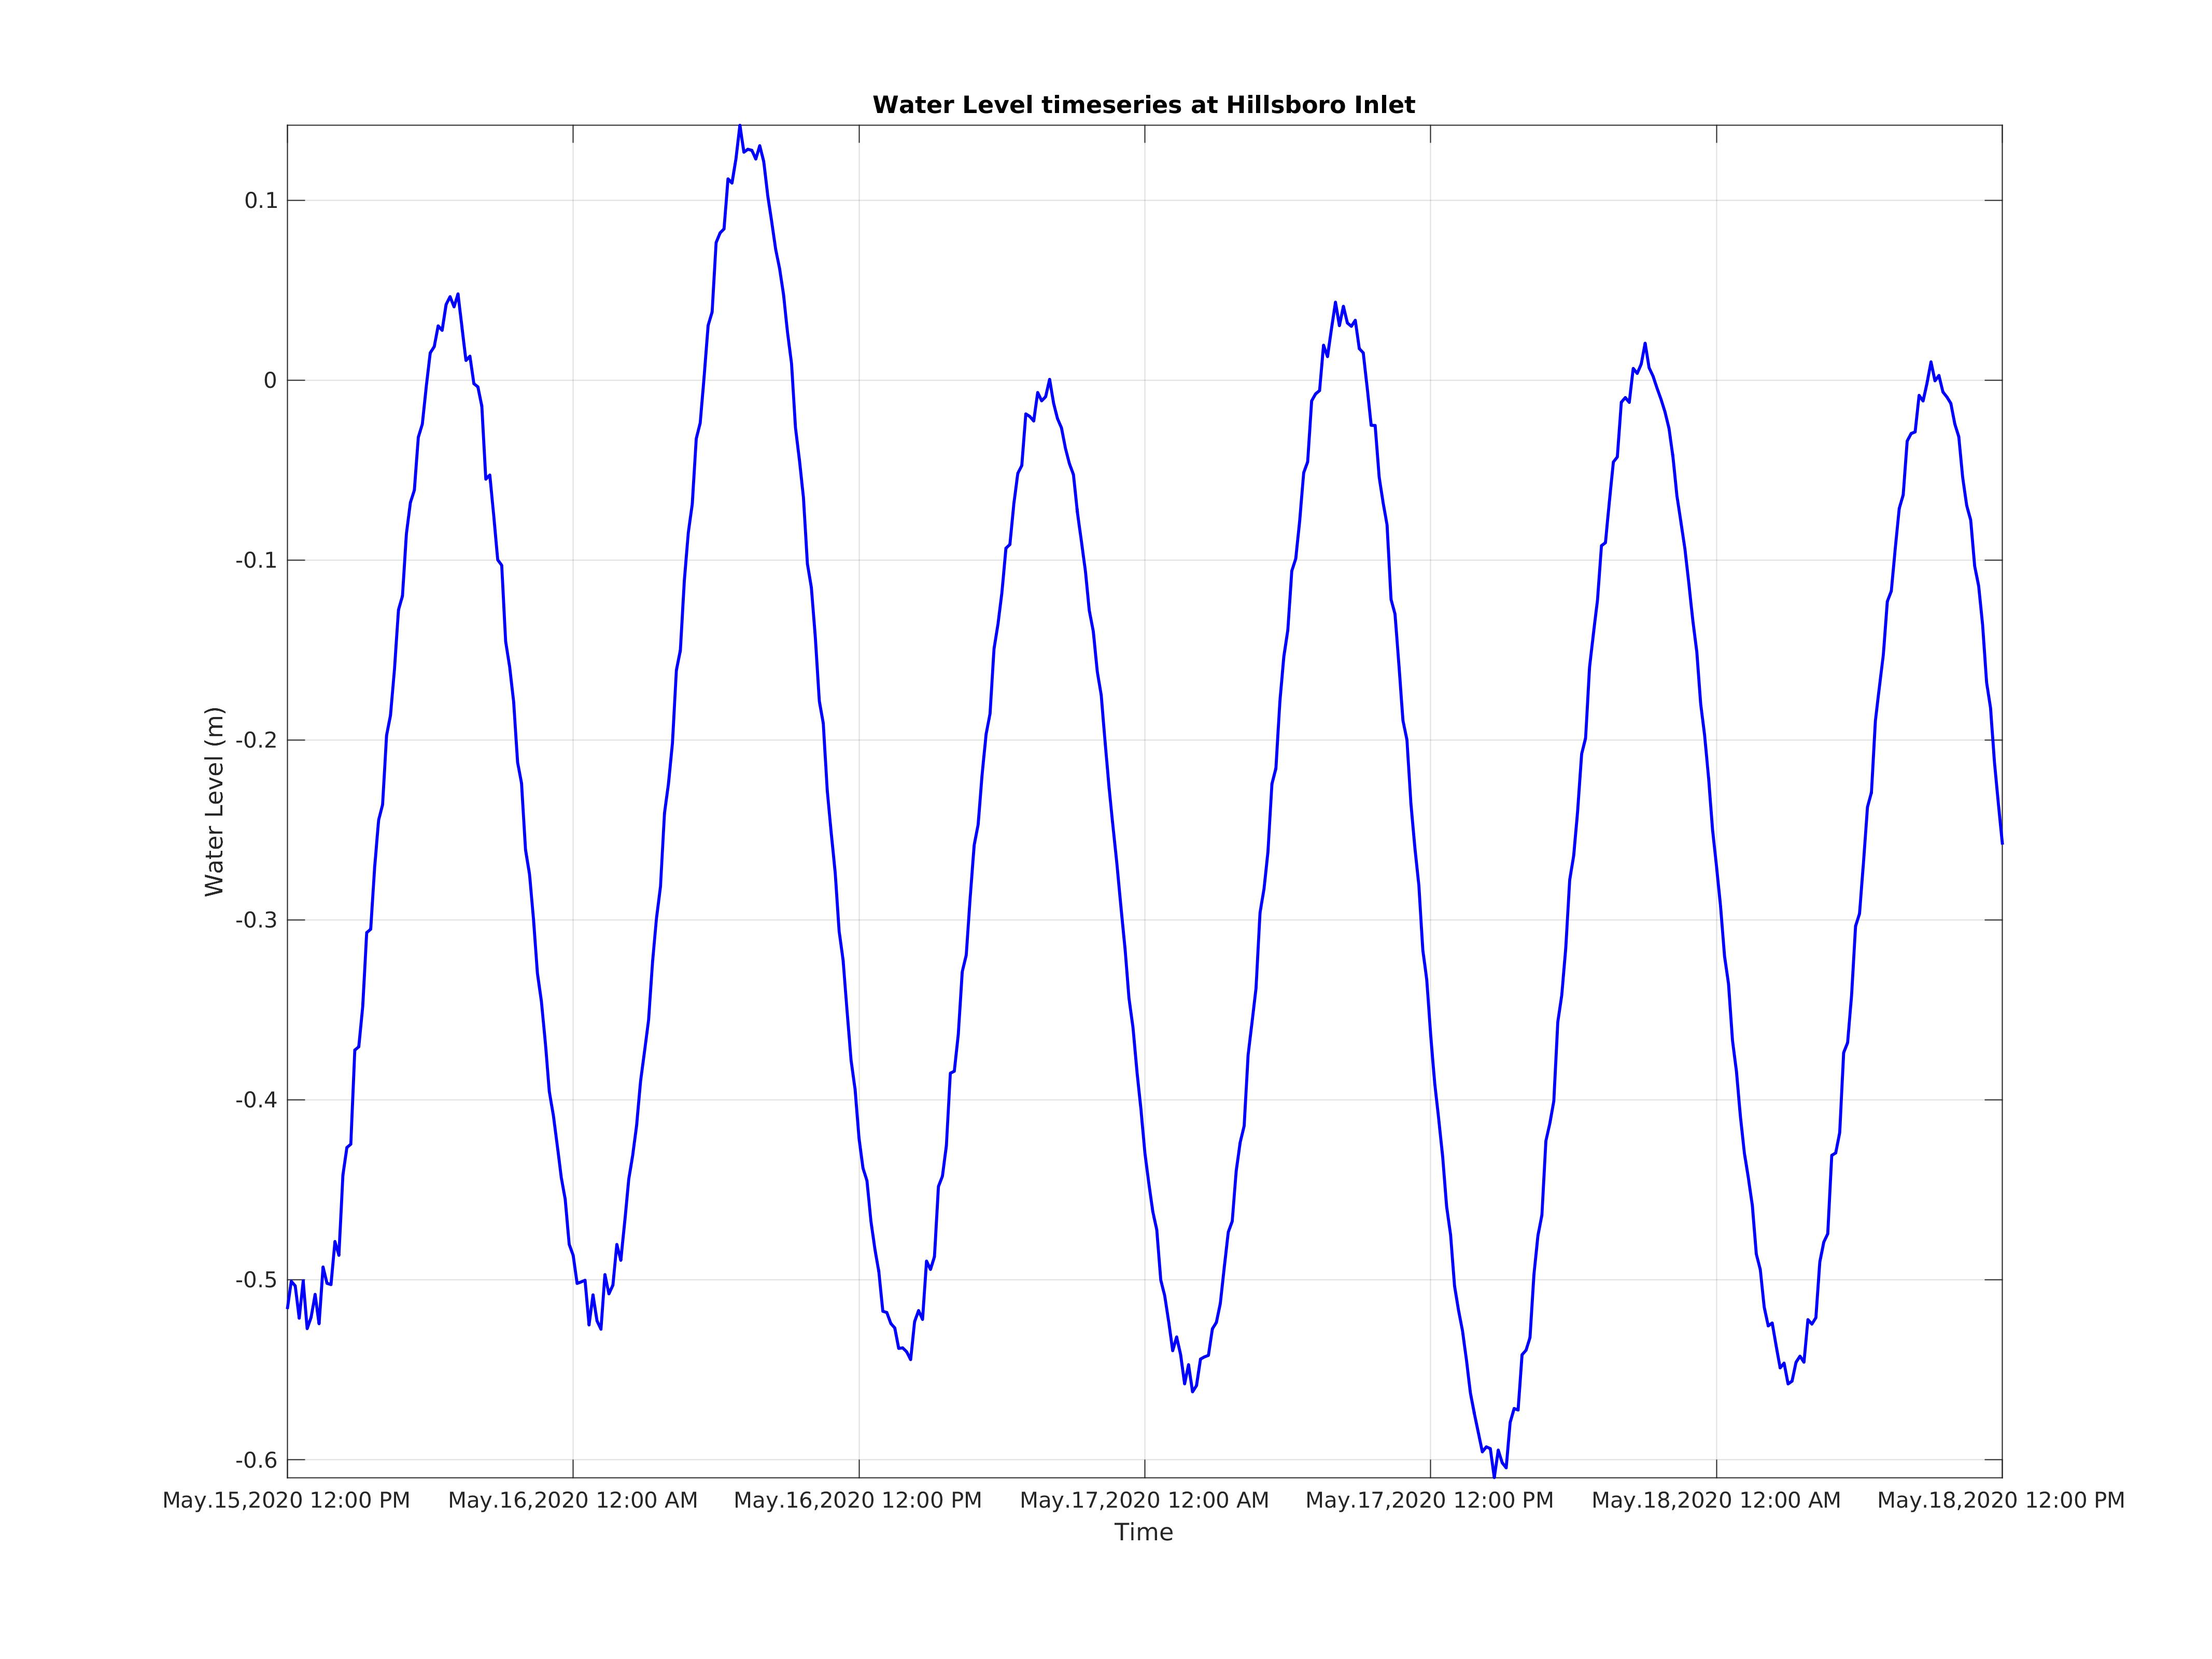 Water Level timeseries at Hillsboro Inlet
0.1
0
-0.1
-0.2
-0.3
-0.4
-0.5
-0.6
Water Level (m)
May.15,2020 12:00 PM
May.16,2020 12:00 AM
May.16,2020 12:00 PM
May.17,2020 12:00 AM
May.17,2020 12:00 PM
May.18,2020 12:00 AM
May.18,2020 12:00 PM
Time